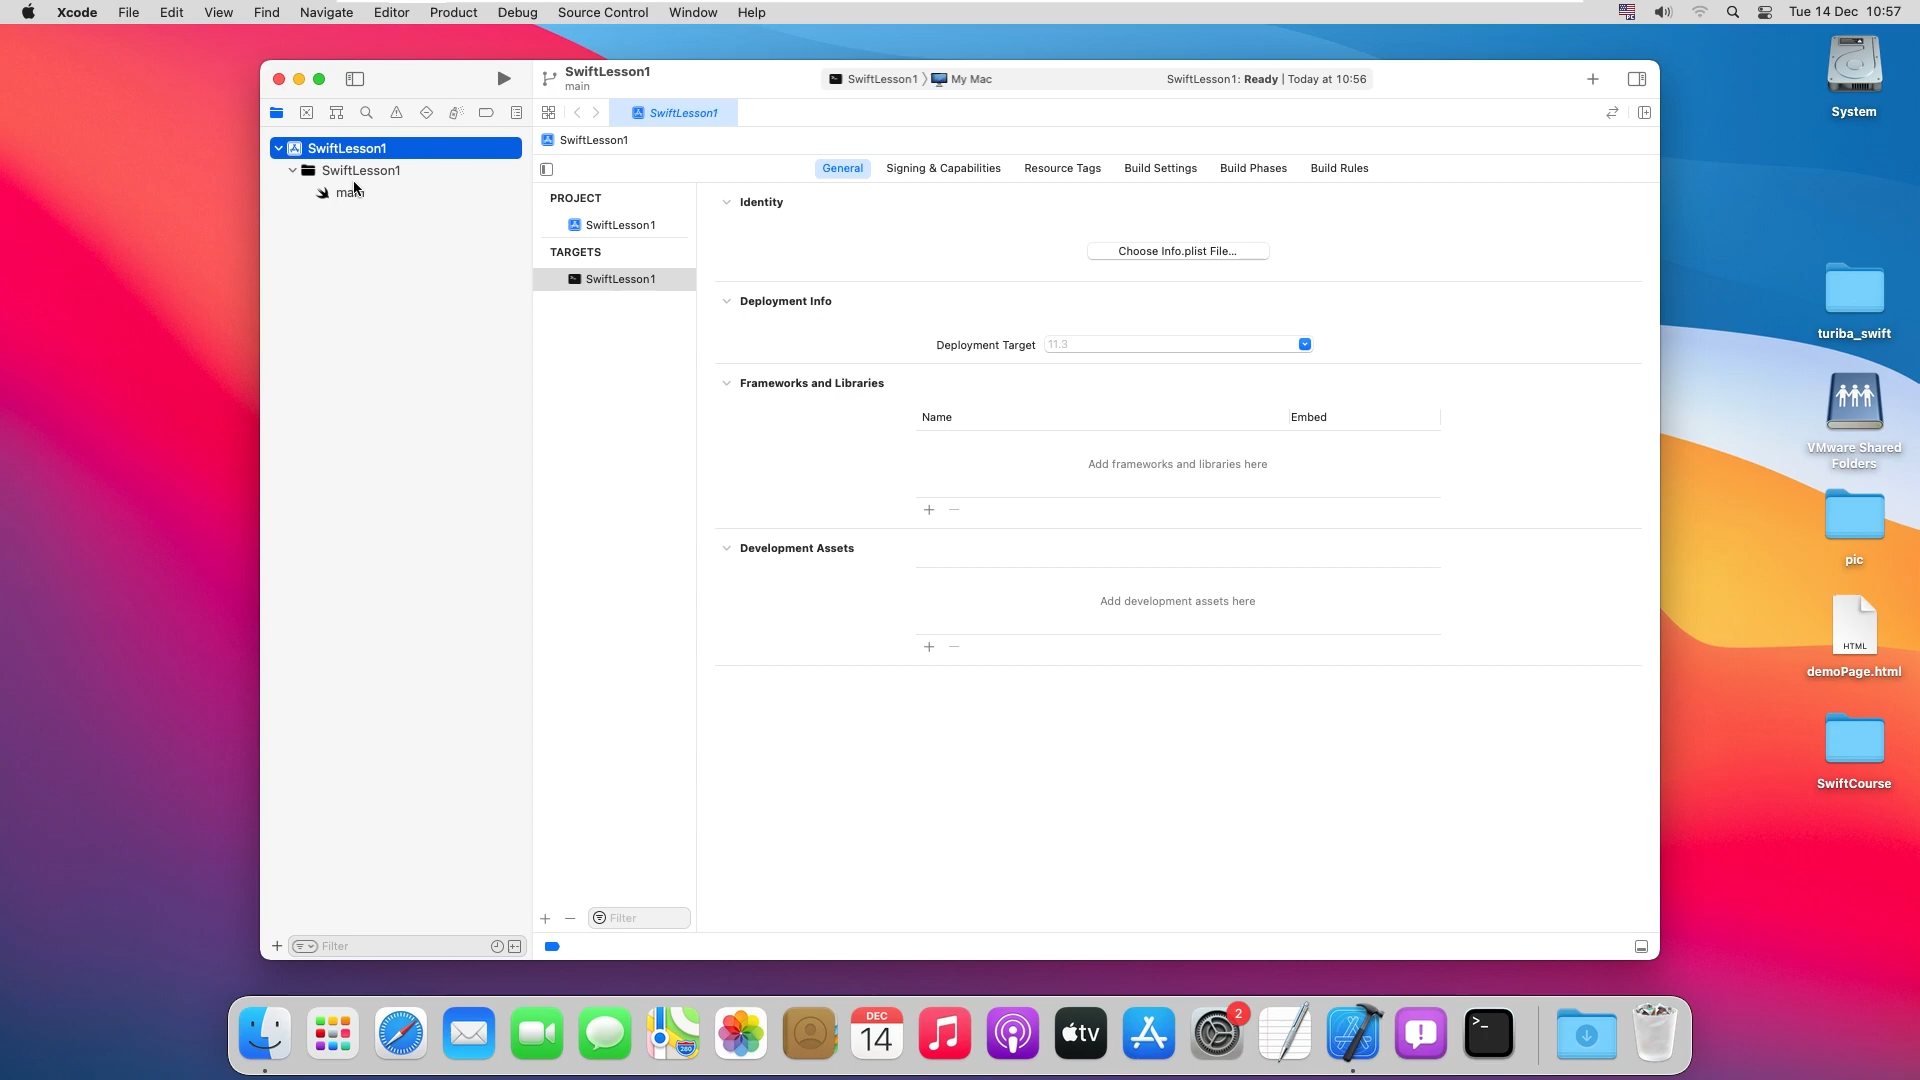 Xcode File Edit View Find Navigate Editor Product Debug Source Control Window Help Tue 14 Dec 10:57
SwiftLesson1
main
SwiftLesson1 My Mac
SwiftLesson1: Ready | Today at 10:56
SwiftLesson1
SwiftLesson1
SwiftLesson1
SwiftLesson1
main
General Signing & Capabilities Resource Tags Build Settings Build Phases Build Rules
PROJECT
SwiftLesson1
TARGETS
SwiftLesson1
Identity
Choose Info.plist File...
Deployment Info
Deployment Target 11.3
Frameworks and Libraries
Name Embed
Add frameworks and libraries here
Development Assets
Add development assets here
Filter
Filter
System
turiba_swift
VMware Shared
Folders
pic
HTML
demoPage.html
SwiftCourse
280
DEC
14
tv
2
>_